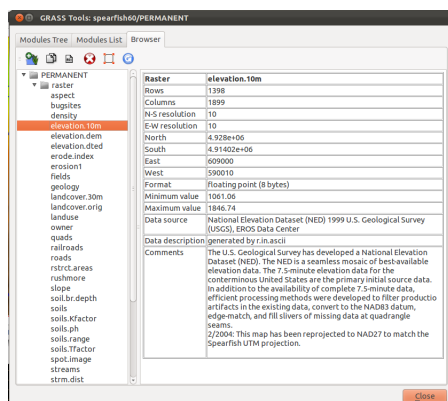 GRASS Tools: spearfish60/PERMANENT
Modules Tree Modules List Browser
PERMANENT
raster
aspect
bugsites
density
elevation.10m
elevation.dem
elevation.dted
erode.index
erosion1
fields
geology
landcover.30m
landcover.orig
landuse
owner
quads
railroads
roads
rstrct.areas
rushmore
slope
soil.br.depth
soils
soils.Kfactor
soils.ph
soils.range
soils.Tfactor
spot.image
streams
strm.dist
Raster elevation.10m
Rows 1398
Columns 1899
N-S resolution 10
E-W resolution 10
North 4.928e+06
South 4.91402e+06
East 609000
West 590010
Format floating point (8 bytes)
Minimum value 1061.06
Maximum value 1846.74
Data source National Elevation Dataset (NED) 1999 U.S. Geological Survey
(USGS), EROS Data Center
Data description generated by r.in.ascii
Comments The U.S. Geological Survey has developed a National Elevation
Dataset (NED). The NED is a seamless mosaic of best-available
elevation data. The 7.5-minute elevation data for the
conterminous United States are the primary initial source data.
In addition to the availability of complete 7.5-minute data,
efficient processing methods were developed to filter productio
artifacts in the existing data, convert to the NAD83 datum,
edge-match, and fill slivers of missing data at quadrangle
seams.
2/2004: This map has been reprojected to NAD27 to match the
Spearfish UTM projection.
Close